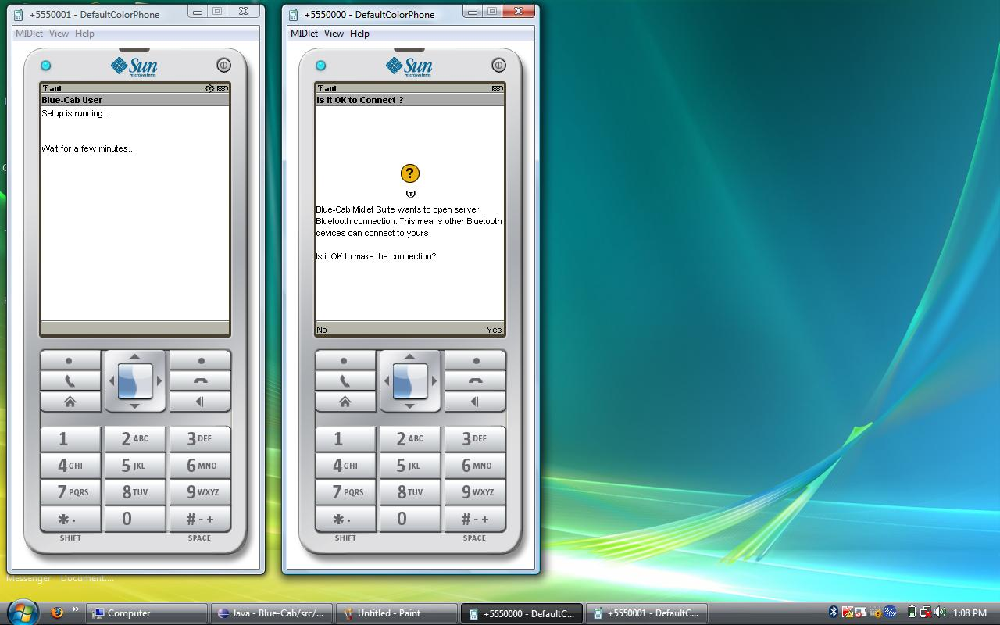 +5550001 - DefaultColorPhone
MIDlet View Help
Sun
microsystems
Blue-Cab User
Setup is running ...
Wait for a few minutes...
1
2 ABC
3 DEF
4 GHI
5 JKL
6 MNO
7 PQRS
8 TUV
9 WXYZ
* .
0
# - +
SHIFT
SPACE
+5550000 - DefaultColorPhone
MIDlet View Help
Sun
microsystems
Is it OK to Connect ?
?
T
Blue-Cab Midlet Suite wants to open server
Bluetooth connection. This means other Bluetooth
devices can connect to yours
Is it OK to make the connection?
No
Yes
1
2 ABC
3 DEF
4 GHI
5 JKL
6 MNO
7 PQRS
8 TUV
9 WXYZ
* .
0
# - +
SHIFT
SPACE
Messenger Document....
Computer
Java - Blue-Cab/src/...
Untitled - Paint
+5550000 - DefaultC...
+5550001 - DefaultC...
1:08 PM